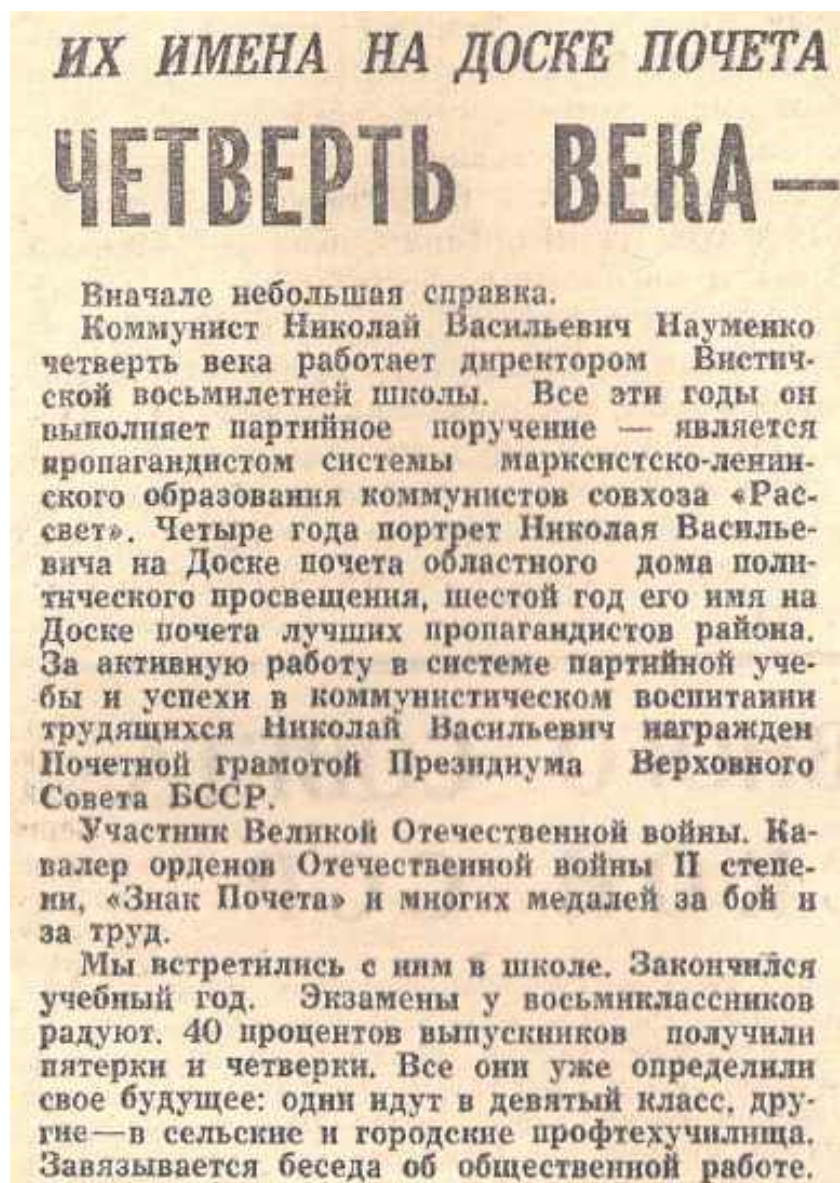 ИХ ИМЕНА НА ДОСКЕ ПОЧЕТА
ЧЕТВЕРТЬ ВЕКА —
Вначале небольшая справка.
Коммунист Николай Васильевич Науменко
четверть века работает директором Вистич-
ской восьмилетней школы. Все эти годы он
выполняет партийное поручение — является
пропагандистом системы марксистско-ленин-
ского образования коммунистов совхоза «Рас-
свет». Четыре года портрет Николая Василье-
вича на Доске почета областного дома поли-
тического просвещения, шестой год его имя на
Доске почета лучших пропагандистов района.
За активную работу в системе партийной уче-
бы и успехи в коммунистическом воспитании
трудящихся Николай Васильевич награжден
Почетной грамотой Президиума Верховного
Совета БССР.
Участник Великой Отечественной войны. Ка-
валер орденов Отечественной войны II степе-
ни, «Знак Почета» и многих медалей за бой и
за труд.
Мы встретились с ним в школе. Закончился
учебный год. Экзамены у восьмиклассников
радуют. 40 процентов выпускников получили
пятерки и четверки. Все они уже определили
свое будущее: одни идут в девятый класс, дру-
гие—в сельские и городские профтехучилища.
Завязывается беседа об общественной работе.